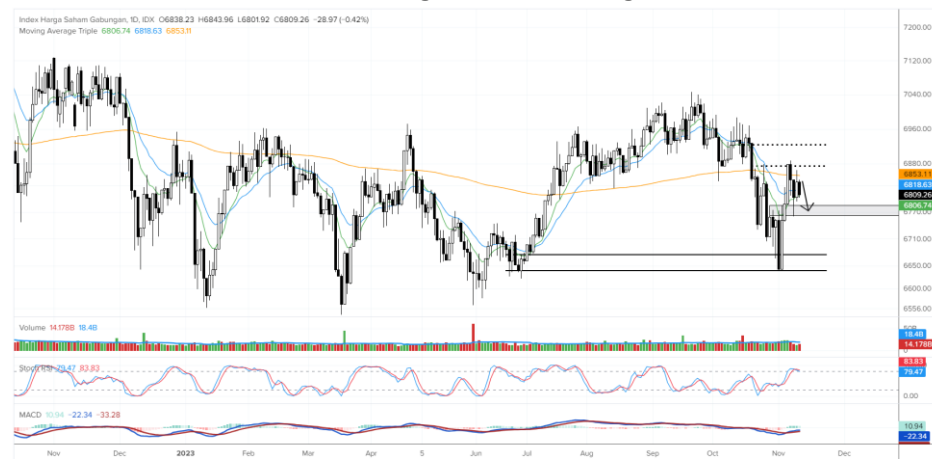 Index Harga Saham Gabungan, 1D, IDX O6838.23 H6843.96 L6801.92 C6809.26 -28.97 (-0.42%)
Moving Average Triple 6806.74 6818.63 6853.11
7200.00
7120.00
7040.00
6960.00
6880.00
6853.11
6818.63
6809.26
6806.74
6770.00
6710.00
6650.00
6600.00
6556.00
Volume 14.178B 18.4B
50B
18.4B
14.178B
0
Stoch RSI 79.47 83.83
83.83
79.47
0.00
MACD 10.94 -22.34 -33.28
10.94
-22.34
Nov Dec 2023 Feb Mar Apr 5 Jun Jul Aug Sep Oct Nov Dec